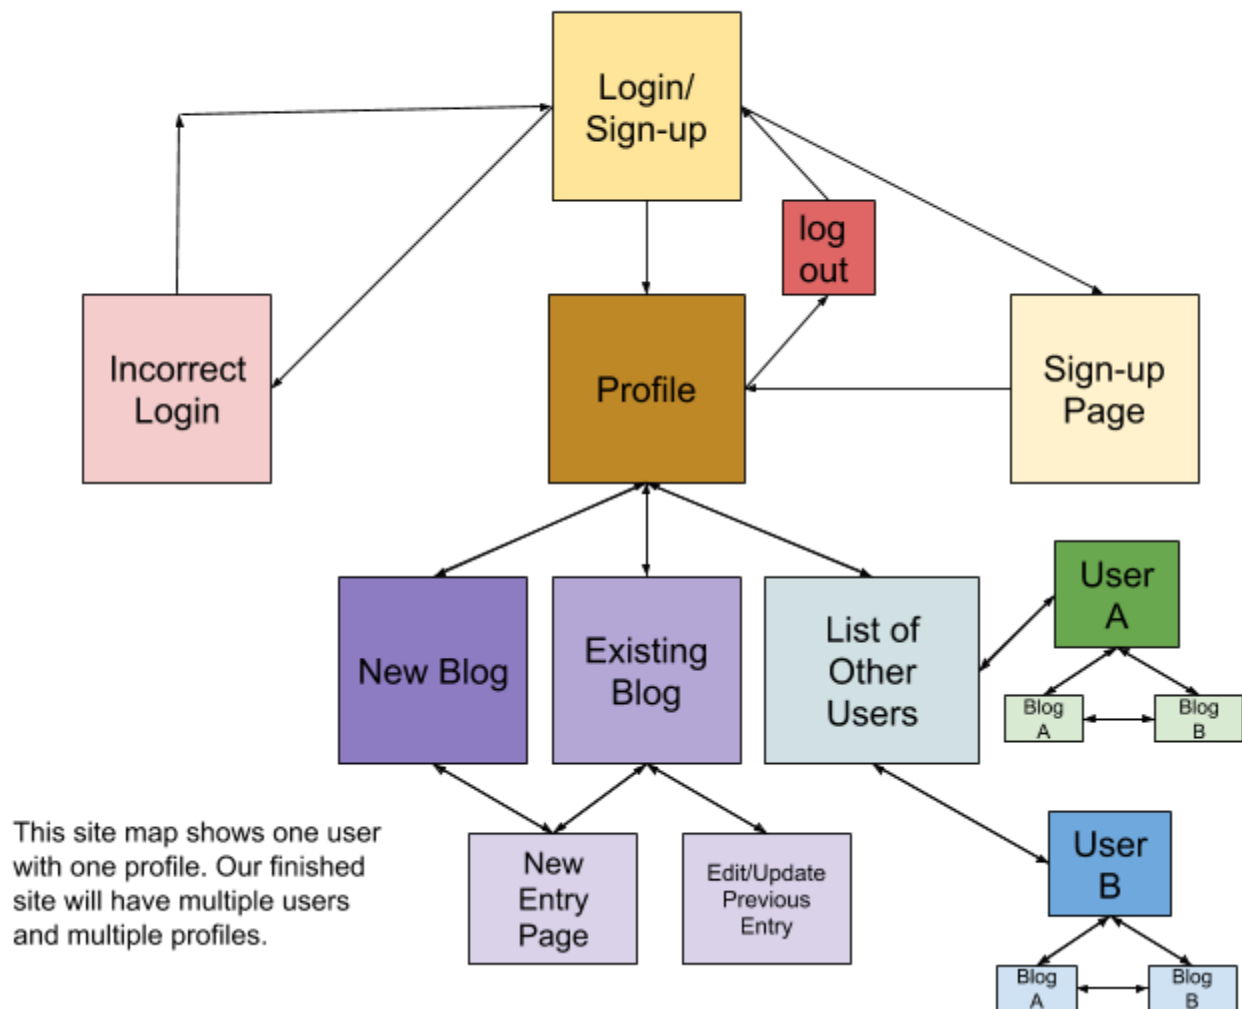 Login/
Sign-up
log
out
Incorrect
Login
Profile
Sign-up
Page
New Blog
Existing
Blog
List of
Other
Users
User
A
Blog
A
Blog
B
This site map shows one user
with one profile. Our finished
site will have multiple users
and multiple profiles.
New
Entry
Page
Edit/Update
Previous
Entry
User
B
Blog
A
Blog
B